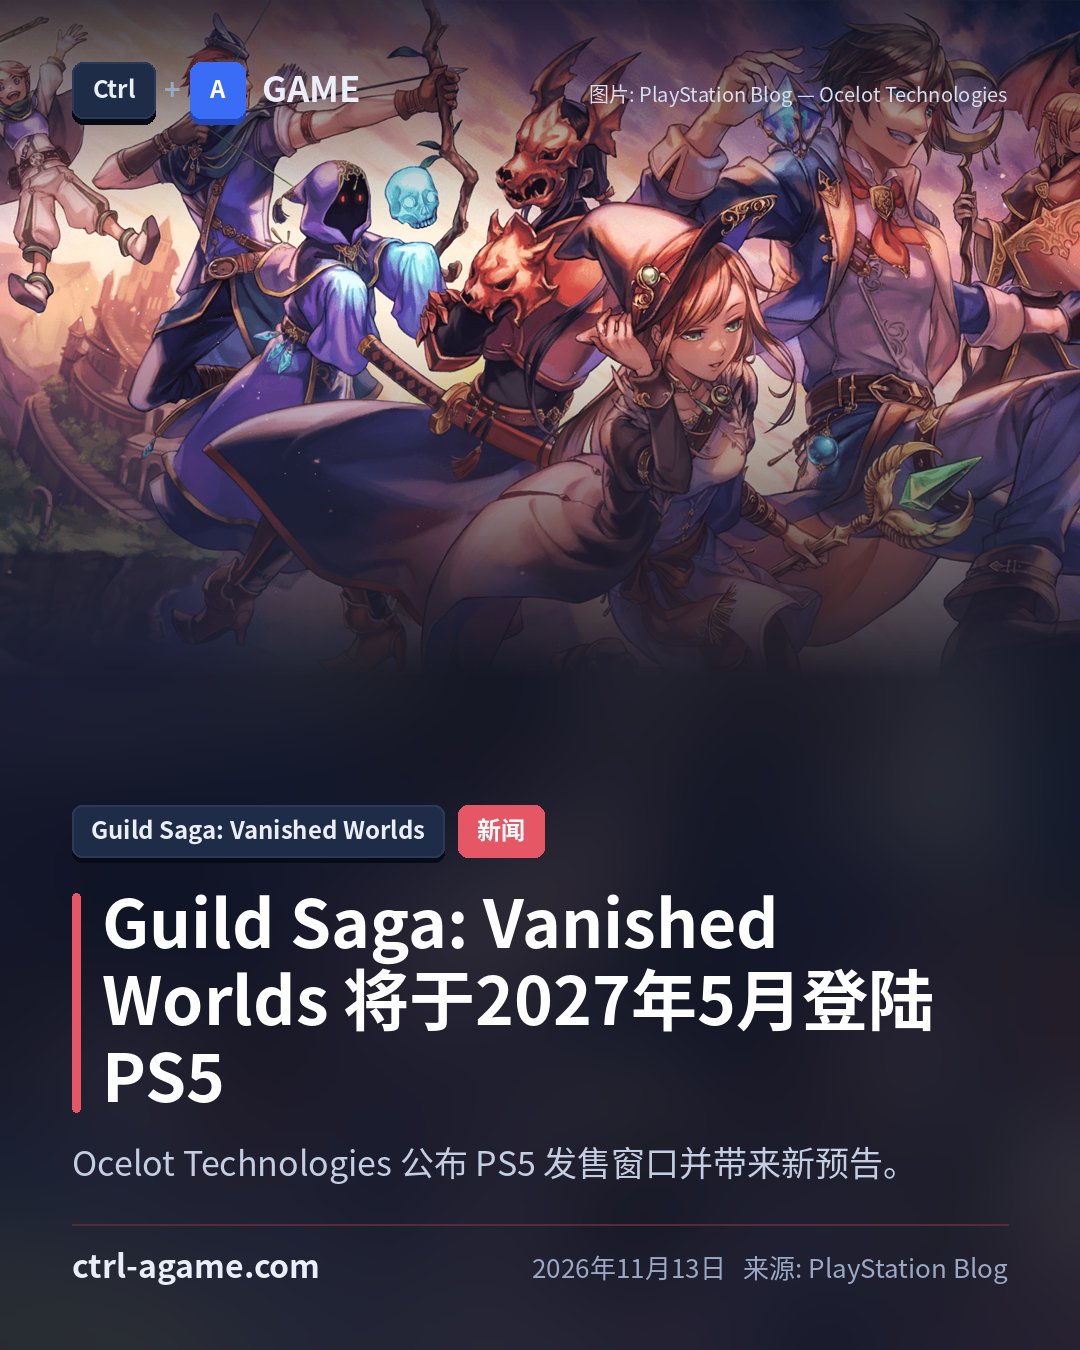 Ctrl + A GAME
图片: PlayStation Blog — Ocelot Technologies
Guild Saga: Vanished Worlds 新闻
Guild Saga: Vanished
Worlds 将于2027年5月登陆
PS5
Ocelot Technologies 公布 PS5 发售窗口并带来新预告。
ctrl-agame.com
2026年11月13日 来源: PlayStation Blog